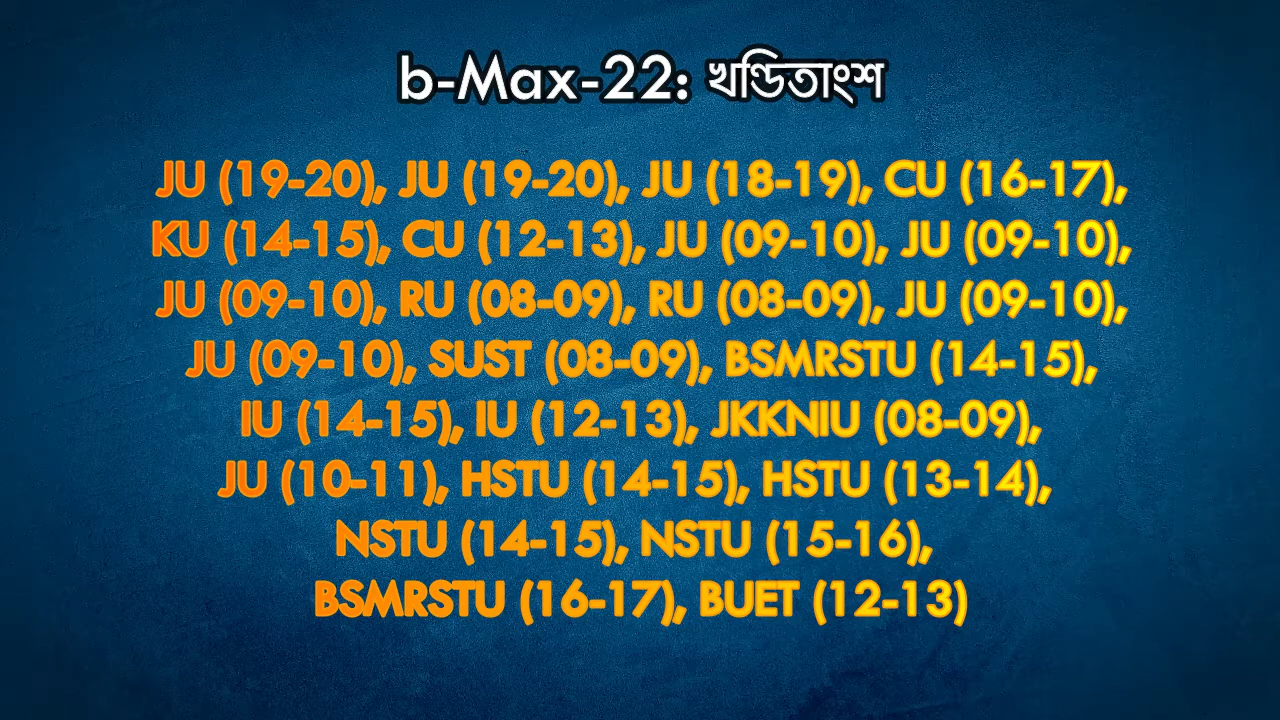 b-Max-22: খণ্ডিতাংশ
JU (19-20), JU (19-20), JU (18-19), CU (16-17),
KU (14-15), CU (12-13), JU (09-10), JU (09-10),
JU (09-10), RU (08-09), RU (08-09), JU (09-10),
JU (09-10), SUST (08-09), BSMRSTU (14-15),
IU (14-15), IU (12-13), JKKNIU (08-09),
JU (10-11), HSTU (14-15), HSTU (13-14),
NSTU (14-15), NSTU (15-16),
BSMRSTU (16-17), BUET (12-13)